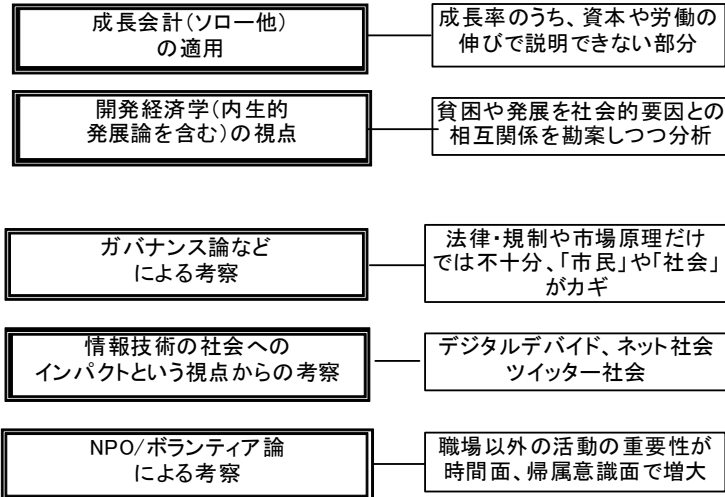 成長会計(ソロー他)
の適用
成長率のうち、資本や労働の
伸びで説明できない部分
開発経済学(内生的
発展論を含む)の視点
貧困や発展を社会的要因との
相互関係を勘案しつつ分析
ガバナンス論など
による考察
法律・規制や市場原理だけ
では不十分、「市民」や「社会」
がカギ
情報技術の社会への
インパクトという視点からの考察
デジタルデバイド、ネット社会
ツイッター社会
NPO/ボランティア論
による考察
職場以外の活動の重要性が
時間面、帰属意識面で増大